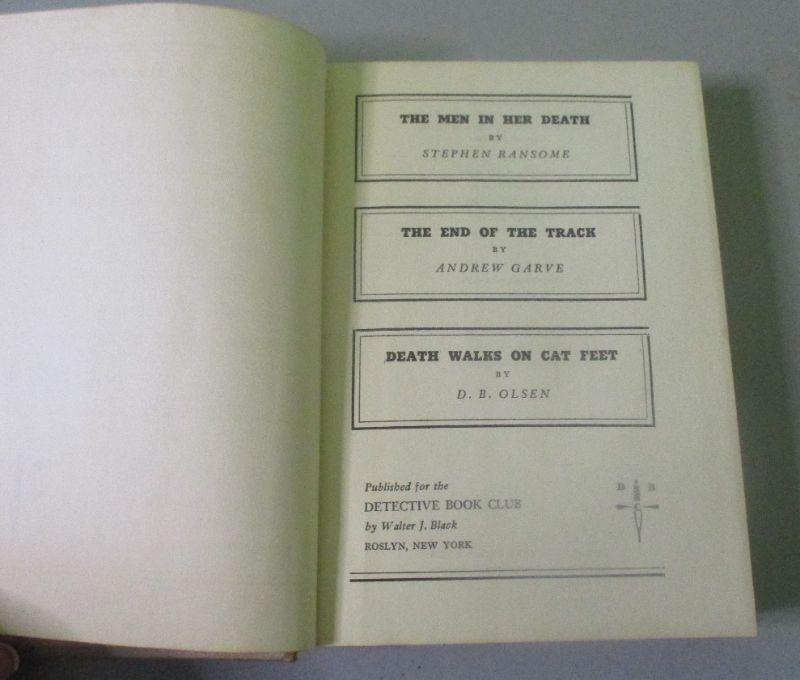 THE MEN IN HER DEATH
BY
STEPHEN RANSOME
THE END OF THE TRACK
BY
ANDREW GARVE
DEATH WALKS ON CAT FEET
BY
D. B. OLSEN
Published for the
DETECTIVE BOOK CLUB
by Walter J. Black
ROSLYN, NEW YORK
D B